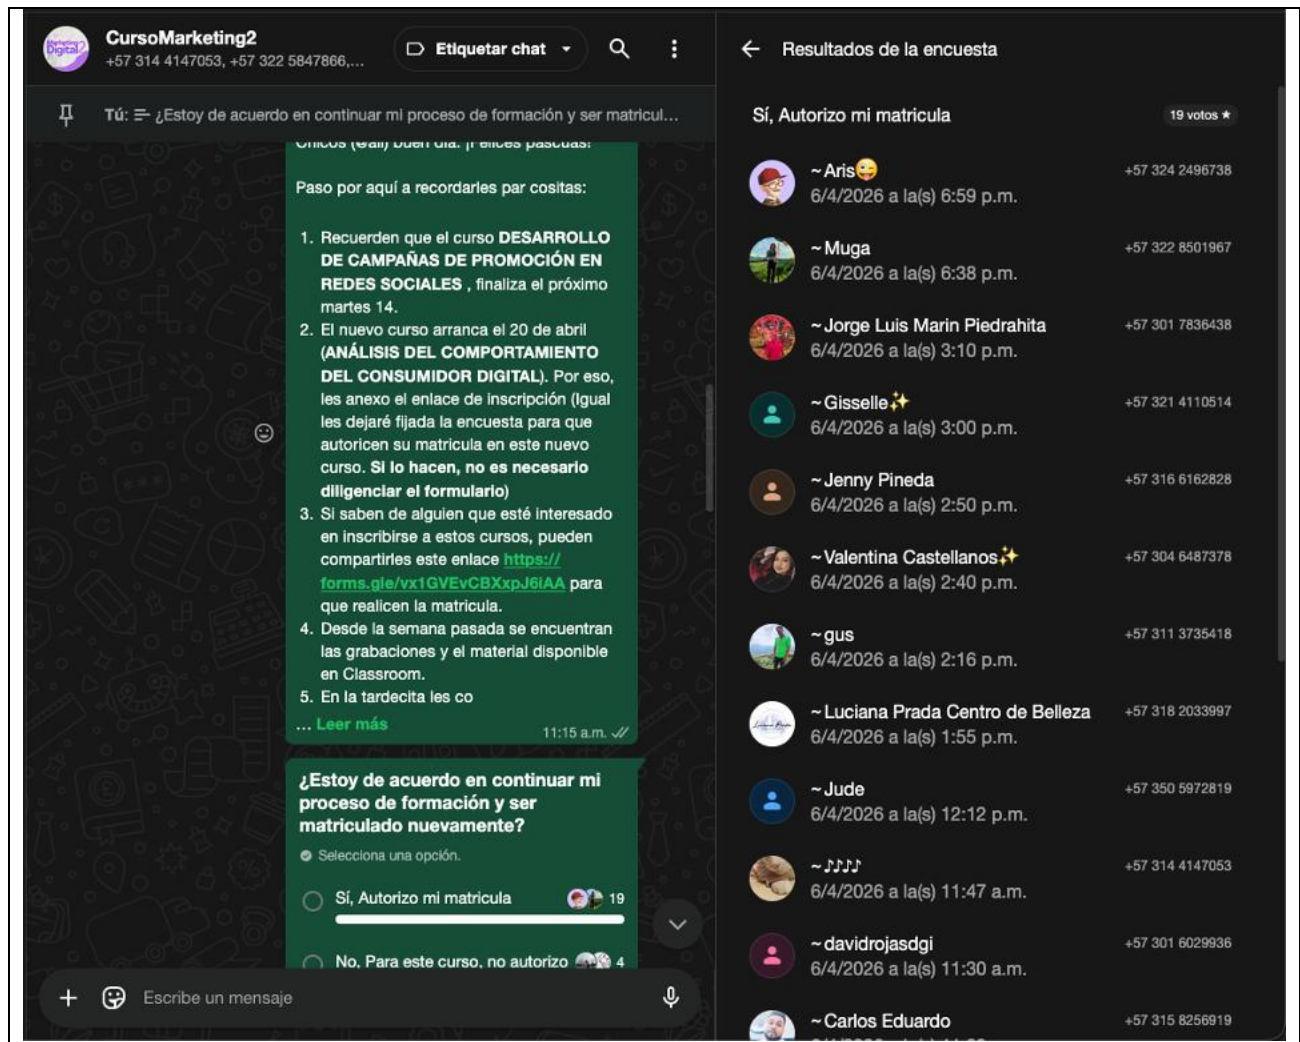 CursoMarketing2
+57 314 4147053, +57 322 5847866,...
Etiquetar chat
Tú: ¿Estoy de acuerdo en continuar mi proceso de formación y ser matricul...
Chicos (@all) buen día. ¡Felices pascuas!
Paso por aquí a recordarles par cositas:
1. Recuerden que el curso DESARROLLO
DE CAMPAÑAS DE PROMOCIÓN EN
REDES SOCIALES , finaliza el próximo
martes 14.
2. El nuevo curso arranca el 20 de abril
(ANÁLISIS DEL COMPORTAMIENTO
DEL CONSUMIDOR DIGITAL). Por eso,
les anexo el enlace de inscripción (Igual
les dejaré fijada la encuesta para que
autoricen su matricula en este nuevo
curso. Si lo hacen, no es necesario
diligenciar el formulario)
3. Si saben de alguien que esté interesado
en inscribirse a estos cursos, pueden
compartirles este enlace https://
forms.gle/vx1GVEvCBXxpJ6iAA para
que realicen la matricula.
4. Desde la semana pasada se encuentran
las grabaciones y el material disponible
en Classroom.
5. En la tardecita les co
... Leer más
11:15 a.m.
¿Estoy de acuerdo en continuar mi
proceso de formación y ser
matriculado nuevamente?
Selecciona una opción.
Sí, Autorizo mi matricula 19
No, Para este curso, no autorizo 4
Escribe un mensaje
Resultados de la encuesta
Sí, Autorizo mi matricula 19 votos ★
~Aris😜 +57 324 2496738
6/4/2026 a la(s) 6:59 p.m.
~Muga +57 322 8501967
6/4/2026 a la(s) 6:38 p.m.
~Jorge Luis Marin Piedrahita +57 301 7836438
6/4/2026 a la(s) 3:10 p.m.
~Gisselle✨ +57 321 4110514
6/4/2026 a la(s) 3:00 p.m.
~Jenny Pineda +57 316 6162828
6/4/2026 a la(s) 2:50 p.m.
~Valentina Castellanos✨ +57 304 6487378
6/4/2026 a la(s) 2:40 p.m.
~gus +57 311 3735418
6/4/2026 a la(s) 2:16 p.m.
~Luciana Prada Centro de Belleza +57 318 2033997
6/4/2026 a la(s) 1:55 p.m.
~Jude +57 350 5972819
6/4/2026 a la(s) 12:12 p.m.
~♪♪♪♪ +57 314 4147053
6/4/2026 a la(s) 11:47 a.m.
~davidrojasdgi +57 301 6029936
6/4/2026 a la(s) 11:30 a.m.
~Carlos Eduardo +57 315 8256919